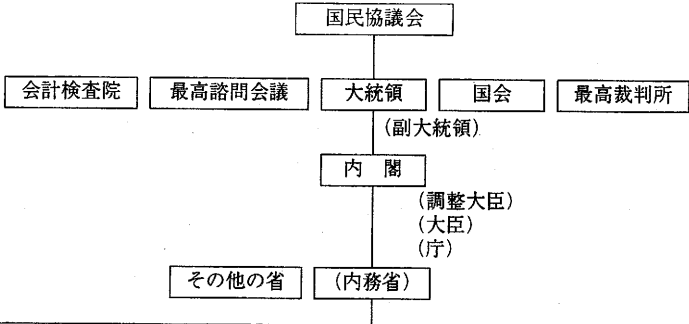 国民協議会
会計検査院 最高諮問会議 大統領 国会 最高裁判所
(副大統領)
内 閣
(調整大臣)
(大臣)
(庁)
その他の省 (内務省)